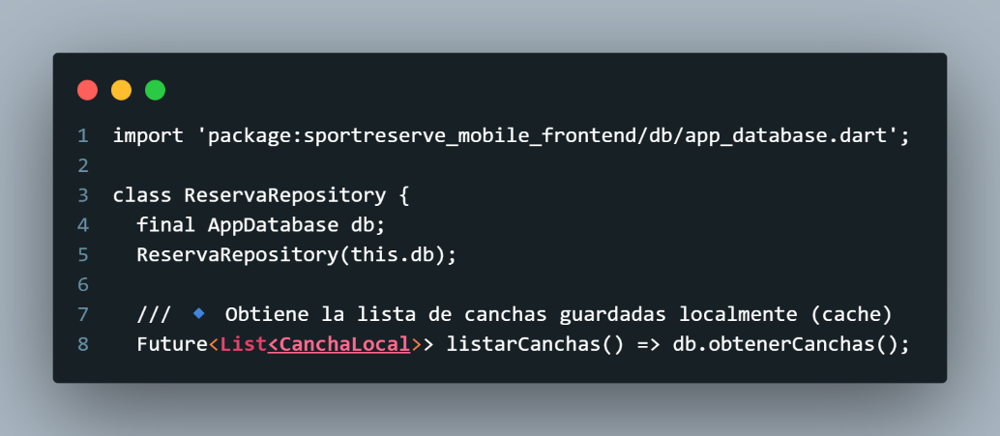 1 import 'package:sportreserve_mobile_frontend/db/app_database.dart';
2
3 class ReservaRepository {
4 final AppDatabase db;
5 ReservaRepository(this.db);
6
7 /// 🔹 Obtiene la lista de canchas guardadas localmente (cache)
8 Future<List<CanchaLocal>> listarCanchas() => db.obtenerCanchas();